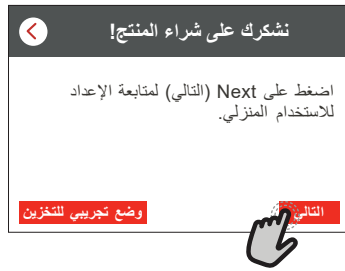 نشكرك على شراء المنتج!
اضغط على Next (التالي) لمتابعة الإعداد
للاستخدام المنزلي.
التالي
وضع تجريبي للتخزين